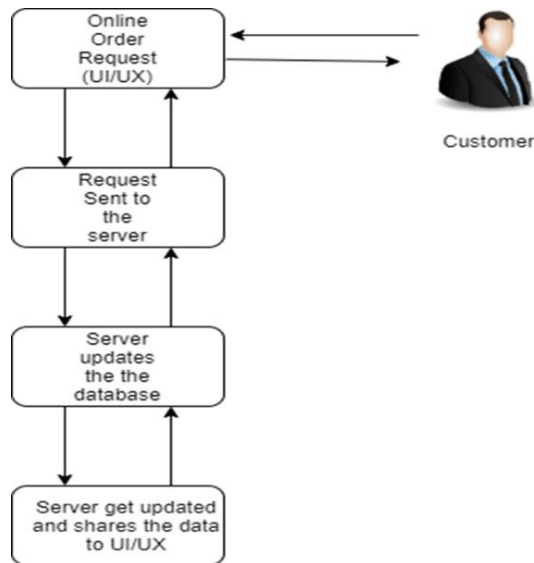 Online
Order
Request
(UI/UX)
Customer
Request
Sent to
the
server
Server
updates
the the
database
Server get updated
and shares the data
to UI/UX